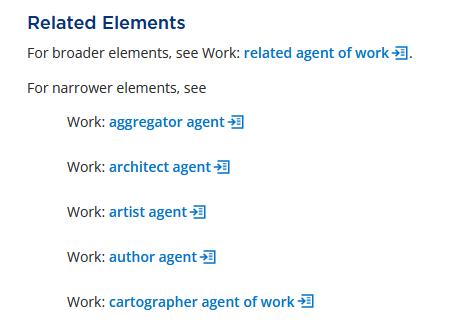 Related Elements
For broader elements, see Work: related agent of work.
For narrower elements, see
Work: aggregator agent
Work: architect agent
Work: artist agent
Work: author agent
Work: cartographer agent of work